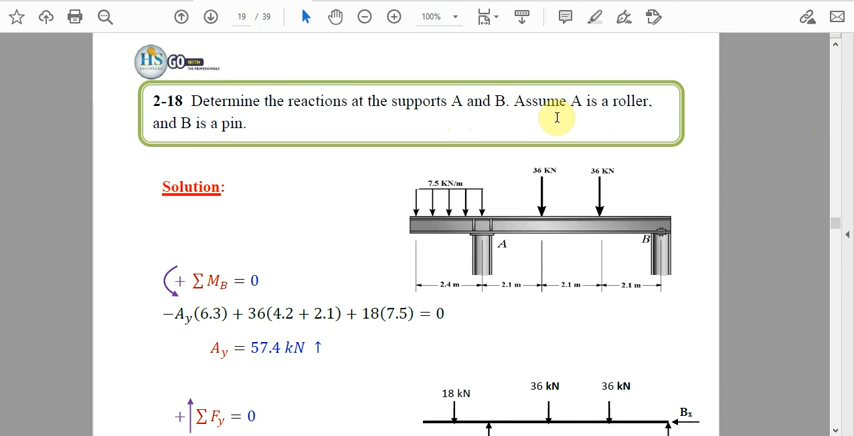 19 / 39
100%
HS GO WITH
2-18 Determine the reactions at the supports A and B. Assume A is a roller,
and B is a pin.
Solution:
36 KN 36 KN
7.5 KN/m
A B
2.4 m 2.1 m 2.1 m 2.1 m
+ ∑ M_B = 0
−A_y(6.3) + 36(4.2 + 2.1) + 18(7.5) = 0
A_y = 57.4 kN ↑
18 kN 36 kN 36 kN
B_x
+ ∑ F_y = 0